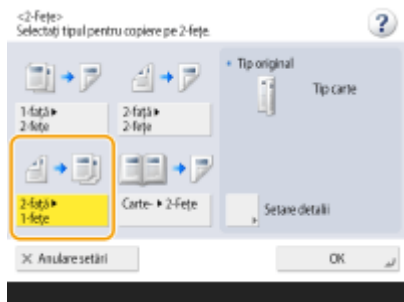 <2-Feţe>
Selectaţi tipul pentru copiere pe 2-feţe.
?
• Tip original
Tip carte
1-faţă►
2-feţe
2-faţă►
2-feţe
2-faţă►
1-feţe
Carte-►2-Feţe
Setare detalii
× Anulare setări
OK